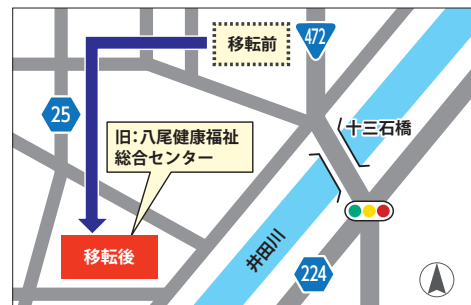 移転前
472
25
十三石橋
旧：八尾健康福祉
総合センター
移転後
井田川
224